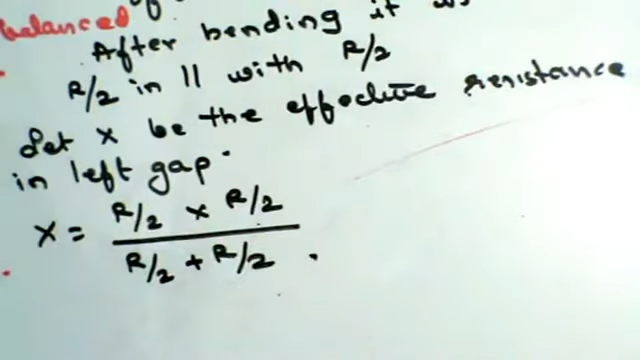 balanced of
After bending it
R/2 in || with R/2
Let x be the effective resistance
in left gap.
X = R/2 x R/2
R/2 + R/2 .